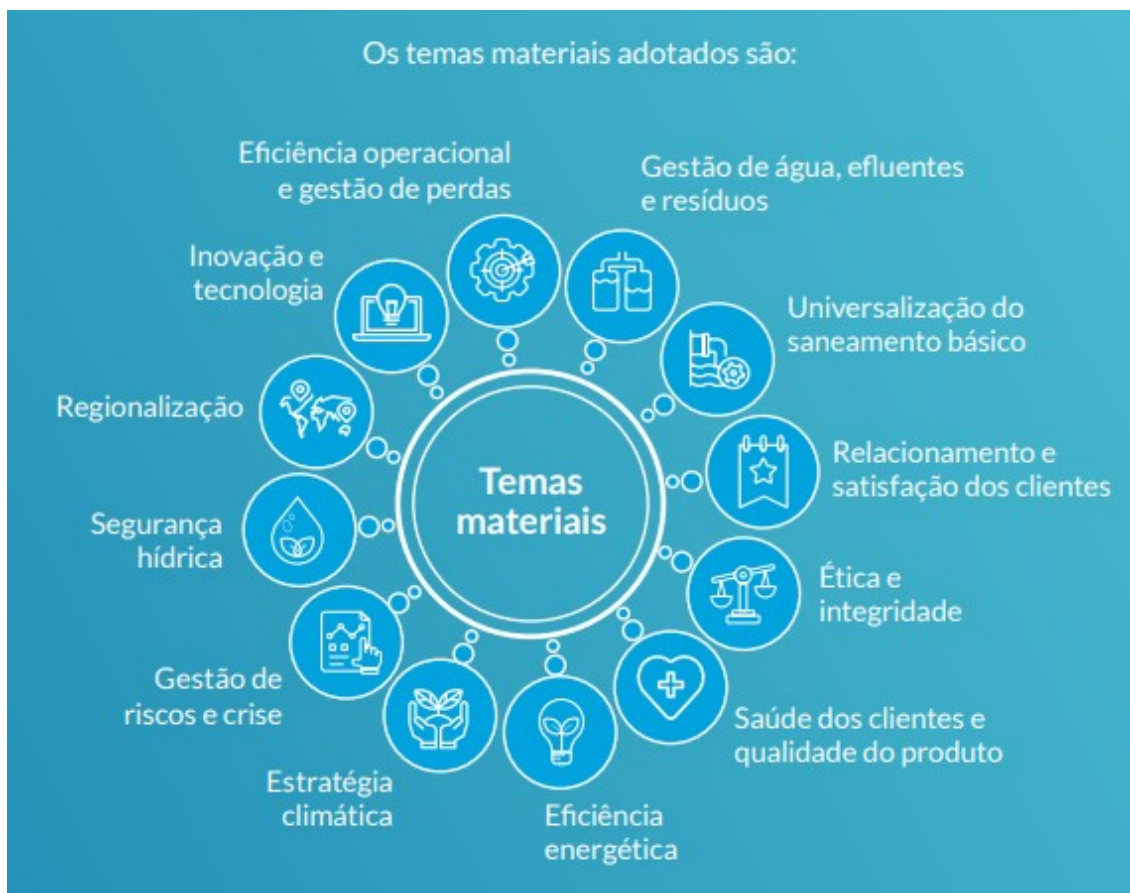 Os temas materiais adotados são:
Eficiência operacional
e gestão de perdas
Gestão de água, efluentes
e resíduos
Inovação e
tecnologia
Universalização do
saneamento básico
Regionalização
Relacionamento e
satisfação dos clientes
Temas
materiais
Segurança
hídrica
Ética e
integridade
Gestão de
riscos e crise
Saúde dos clientes e
qualidade do produto
Estratégia
climática
Eficiência
energética